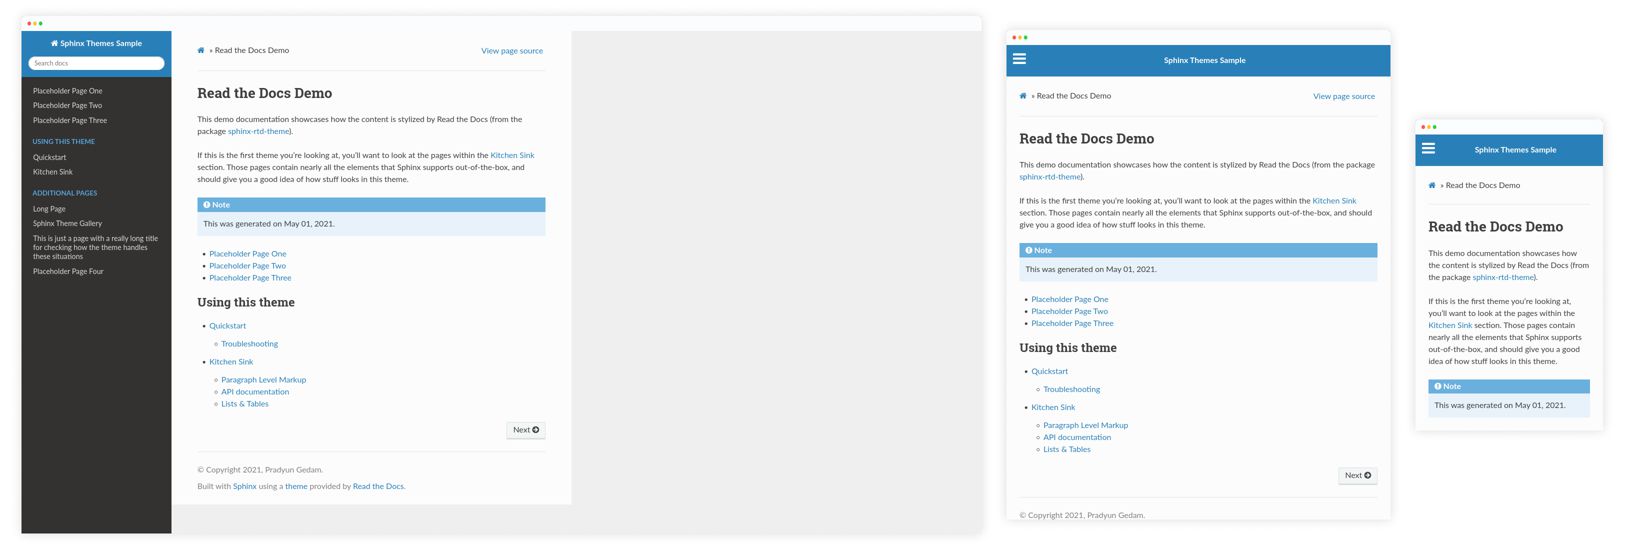 Sphinx Themes Sample
Search docs
Placeholder Page One
Placeholder Page Two
Placeholder Page Three
USING THIS THEME
Quickstart
Kitchen Sink
ADDITIONAL PAGES
Long Page
Sphinx Theme Gallery
This is just a page with a really long title
for checking how the theme handles
these situations
Placeholder Page Four
» Read the Docs Demo
View page source
Read the Docs Demo
This demo documentation showcases how the content is stylized by Read the Docs (from the
package sphinx-rtd-theme).
If this is the first theme you're looking at, you'll want to look at the pages within the Kitchen Sink
section. Those pages contain nearly all the elements that Sphinx supports out-of-the-box, and
should give you a good idea of how stuff looks in this theme.
Note
This was generated on May 01, 2021.
• Placeholder Page One
• Placeholder Page Two
• Placeholder Page Three
Using this theme
• Quickstart
◦ Troubleshooting
• Kitchen Sink
◦ Paragraph Level Markup
◦ API documentation
◦ Lists & Tables
Next
© Copyright 2021, Pradyun Gedam.
Built with Sphinx using a theme provided by Read the Docs.
Sphinx Themes Sample
» Read the Docs Demo
View page source
Read the Docs Demo
This demo documentation showcases how the content is stylized by Read the Docs (from the package
sphinx-rtd-theme).
If this is the first theme you're looking at, you'll want to look at the pages within the Kitchen Sink
section. Those pages contain nearly all the elements that Sphinx supports out-of-the-box, and should
give you a good idea of how stuff looks in this theme.
Note
This was generated on May 01, 2021.
• Placeholder Page One
• Placeholder Page Two
• Placeholder Page Three
Using this theme
• Quickstart
◦ Troubleshooting
• Kitchen Sink
◦ Paragraph Level Markup
◦ API documentation
◦ Lists & Tables
Next
© Copyright 2021, Pradyun Gedam.
Sphinx Themes Sample
» Read the Docs Demo
Read the Docs Demo
This demo documentation showcases how
the content is stylized by Read the Docs (from
the package sphinx-rtd-theme).
If this is the first theme you're looking at,
you'll want to look at the pages within the
Kitchen Sink section. Those pages contain
nearly all the elements that Sphinx supports
out-of-the-box, and should give you a good
idea of how stuff looks in this theme.
Note
This was generated on May 01, 2021.